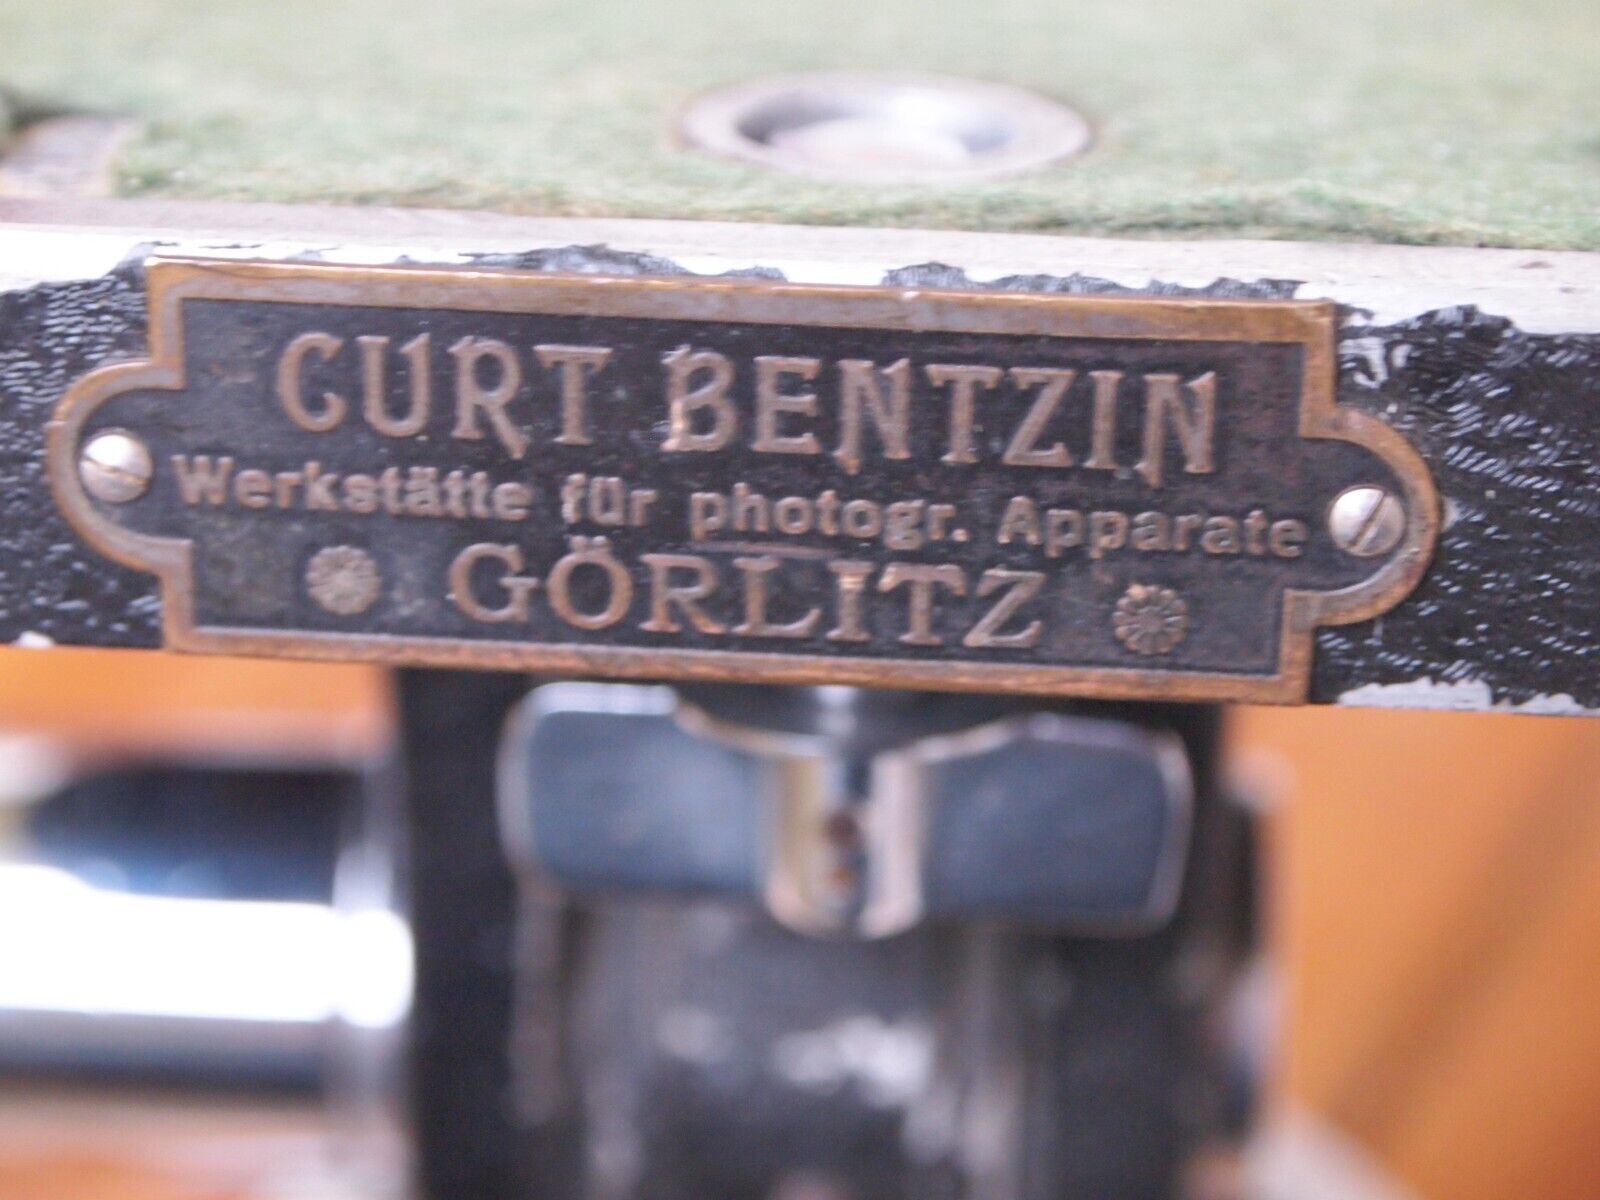 CURT BENTZIN
Werkstätte für photogr. Apparate
GÖRLITZ